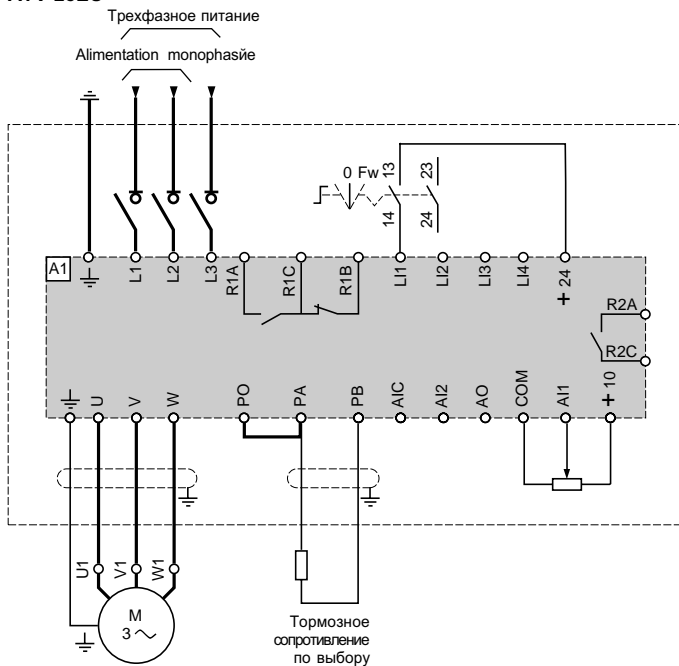 Трехфазное питание
Alimentation monophasйe
0 Fw 13 23
14 24
A1
L1 L2 L3 R1A R1C R1B LI1 LI2 LI3 LI4 + 24
R2A
R2C
U V W PO PA PB AIC AI2 AO COM AI1 + 10
U1 V1 W1
M
3
Тормозное
сопротивление
по выбору